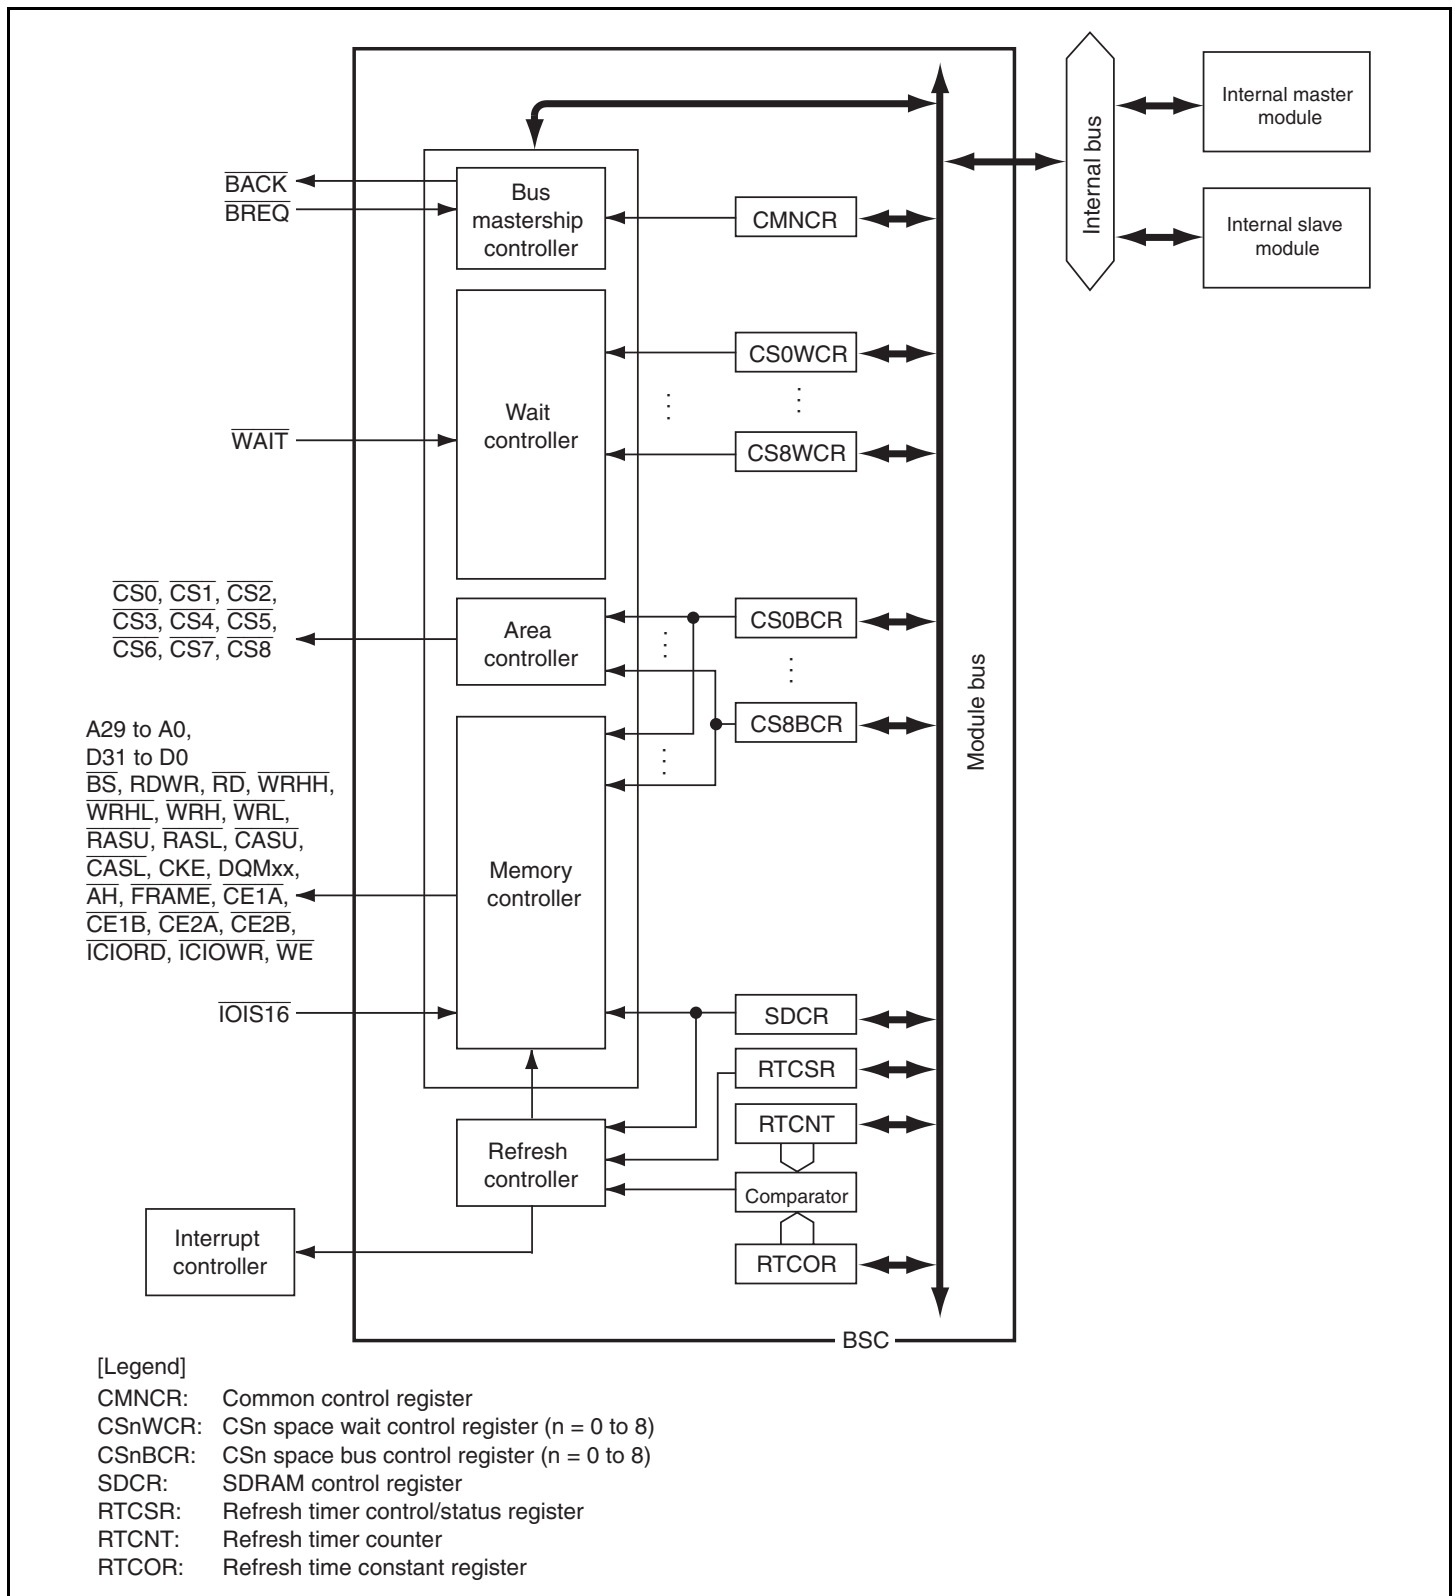 BACK
BREQ
Bus
mastership
controller
CMNCR
Internal bus
Internal master
module
Internal slave
module
WAIT
Wait
controller
CS0WCR
CS8WCR
CS0, CS1, CS2,
CS3, CS4, CS5,
CS6, CS7, CS8
Area
controller
CS0BCR
CS8BCR
Module bus
A29 to A0,
D31 to D0
BS, RDWR, RD, WRHH,
WRHL, WRH, WRL,
RASU, RASL, CASU,
CASL, CKE, DQMxx,
AH, FRAME, CE1A,
CE1B, CE2A, CE2B,
ICIORD, ICIOWR, WE
Memory
controller
IOIS16
SDCR
RTCSR
RTCNT
Refresh
controller
Comparator
Interrupt
controller
RTCOR
BSC
[Legend]
CMNCR: Common control register
CSnWCR: CSn space wait control register (n = 0 to 8)
CSnBCR: CSn space bus control register (n = 0 to 8)
SDCR: SDRAM control register
RTCSR: Refresh timer control/status register
RTCNT: Refresh timer counter
RTCOR: Refresh time constant register